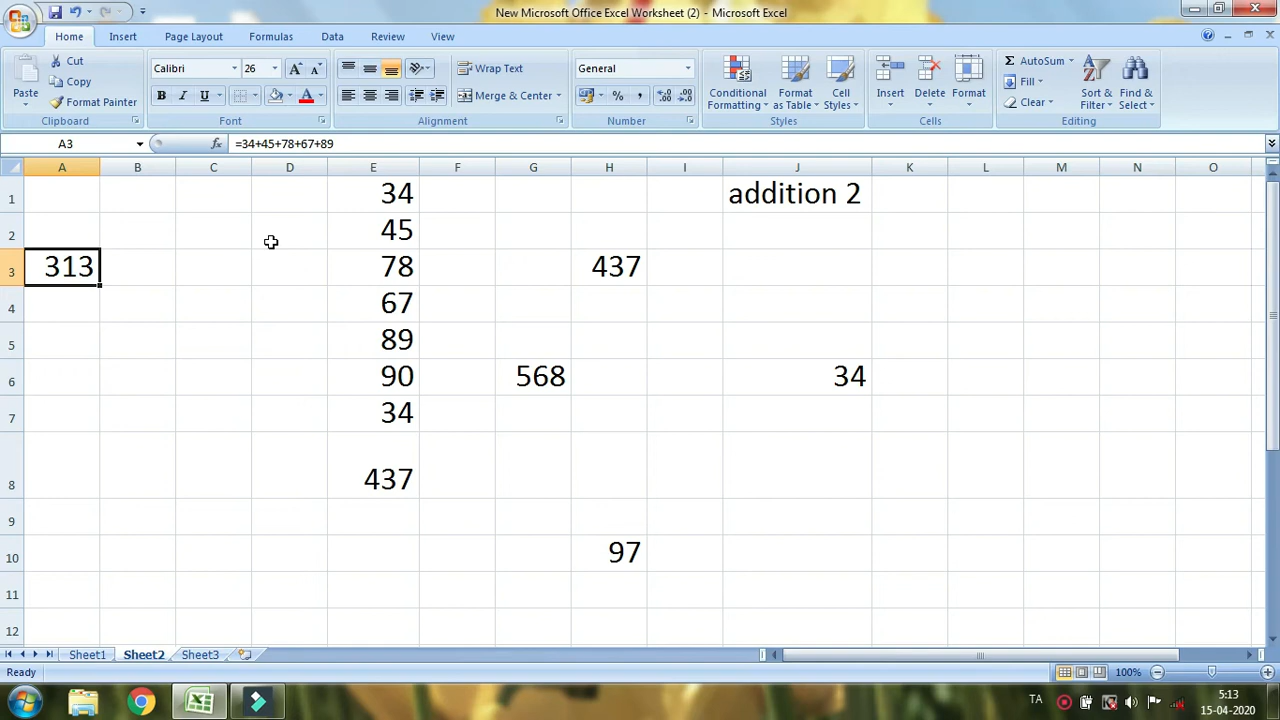 New Microsoft Office Excel Worksheet (2) - Microsoft Excel
Home Insert Page Layout Formulas Data Review View
Paste Cut Copy Format Painter Clipboard
Calibri 26 A A B I U A Font
Wrap Text Merge & Center Alignment
General % , Number
Conditional Formatting Format as Table Cell Styles Styles
Insert Delete Format Cells
Σ AutoSum Fill Clear Sort & Filter Find & Select Editing
A3 fx =34+45+78+67+89
A B C D E F G H I J K L M N O
1 34 addition 2
2 45
3 313 78 437
4 67
5 89
6 90 568 34
7 34
8 437
9
10 97
11
12
Sheet1 Sheet2 Sheet3
Ready 100%
TA 5:13
15-04-2020